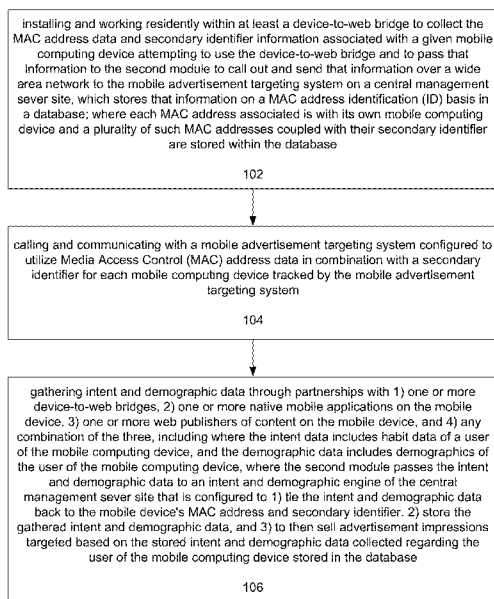 installing and working residently within at least a device-to-web bridge to collect the
MAC address data and secondary identifier information associated with a given mobile
computing device attempting to use the device-to-web bridge and to pass that
information to the second module to call out and send that information over a wide
area network to the mobile advertisement targeting system on a central management
sever site, which stores that information on a MAC address identification (ID) basis in
a database; where each MAC address associated is with its own mobile computing
device and a plurality of such MAC addresses coupled with their secondary identifier
are stored within the database
102
calling and communicating with a mobile advertisement targeting system configured to
utilize Media Access Control (MAC) address data in combination with a secondary
identifier for each mobile computing device tracked by the mobile advertisement
targeting system
104
gathering intent and demographic data through partnerships with 1) one or more
device-to-web bridges, 2) one or more native mobile applications on the mobile
device, 3) one or more web publishers of content on the mobile device, and 4) any
combination of the three, including where the intent data includes habit data of a user
of the mobile computing device, and the demographic data includes demographics of
the user of the mobile computing device, where the second module passes the intent
and demographic data to an intent and demographic engine of the central
management sever site that is configured to 1) tie the intent and demographic data
back to the mobile device's MAC address and secondary identifier. 2) store the
gathered intent and demographic data, and 3) to then sell advertisement impressions
targeted based on the stored intent and demographic data collected regarding the
user of the mobile computing device stored in the database
106